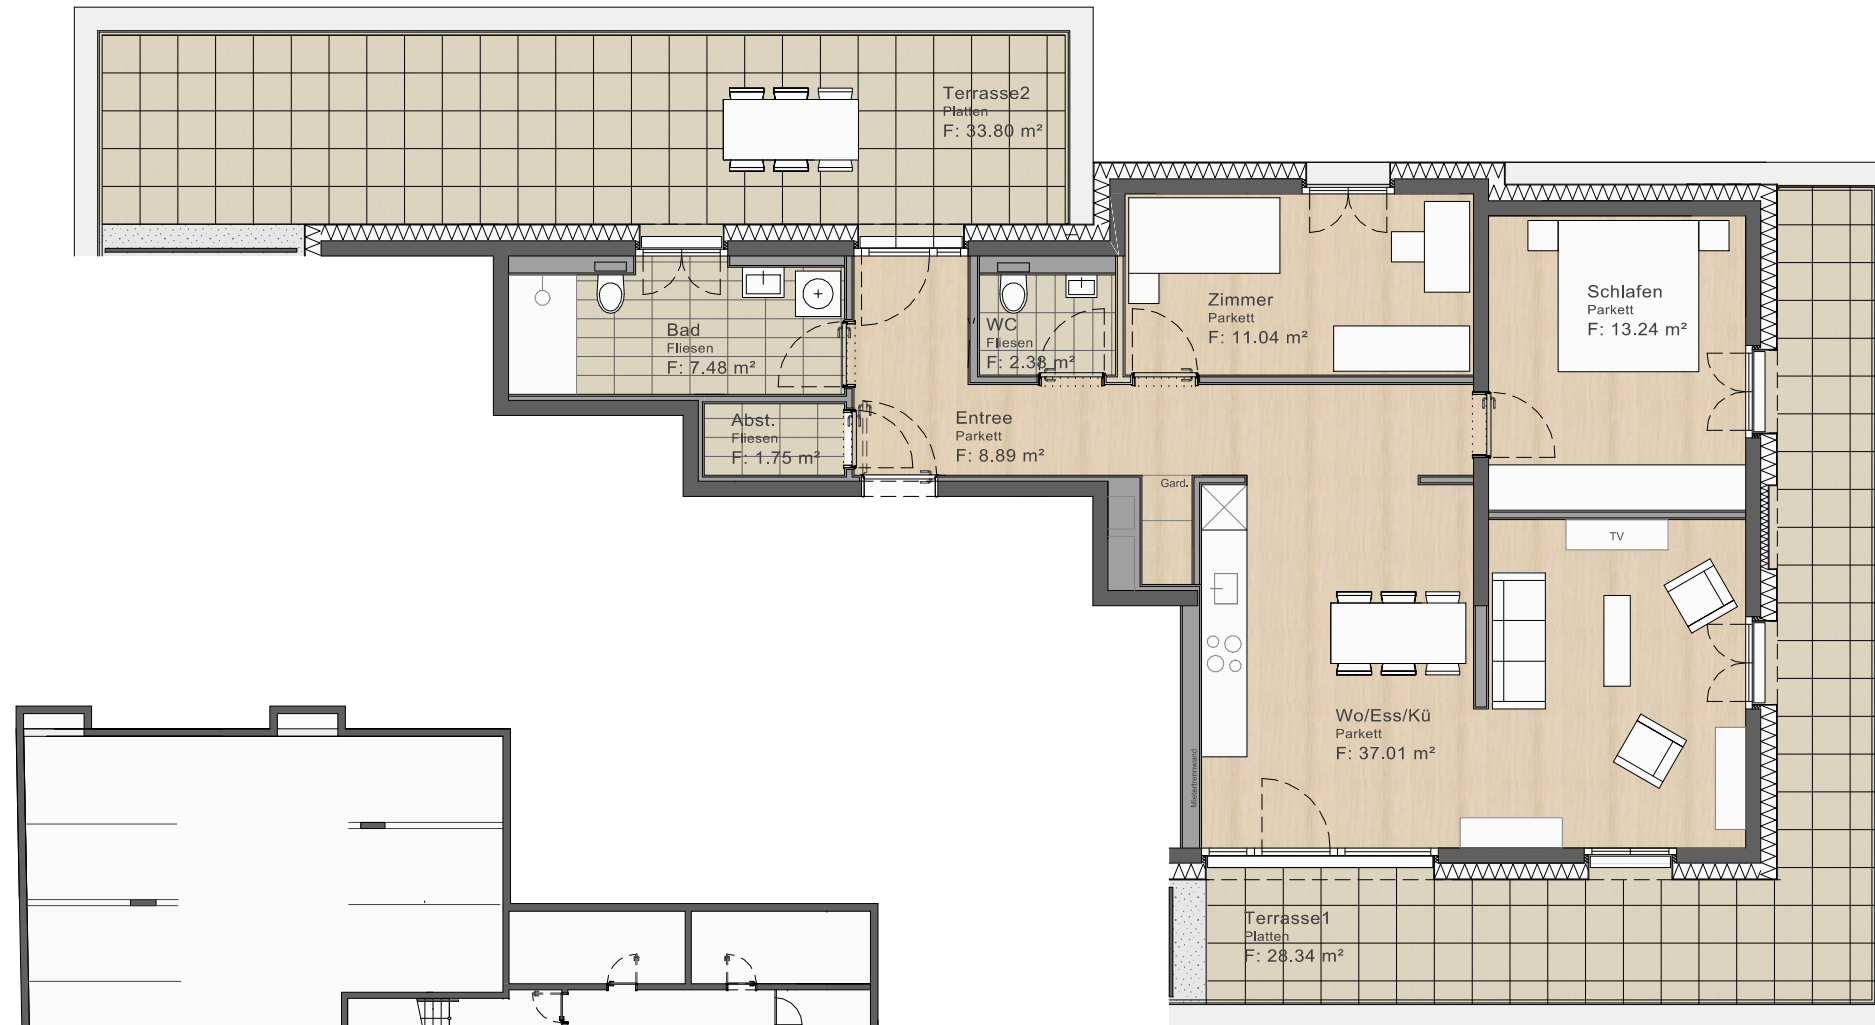 Terrasse2
Platten
F: 33.80 m²
Zimmer
Parkett
F: 11.04 m²
Schlafen
Parkett
F: 13.24 m²
Bad
Fliesen
F: 7.48 m²
WC
Fliesen
F: 2.38 m²
Abst.
Fliesen
F: 1.75 m²
Entree
Parkett
F: 8.89 m²
Gard.
TV
Wo/Ess/Kü
Parkett
F: 37.01 m²
Mietertrennwand
Terrasse1
Platten
F: 28.34 m²